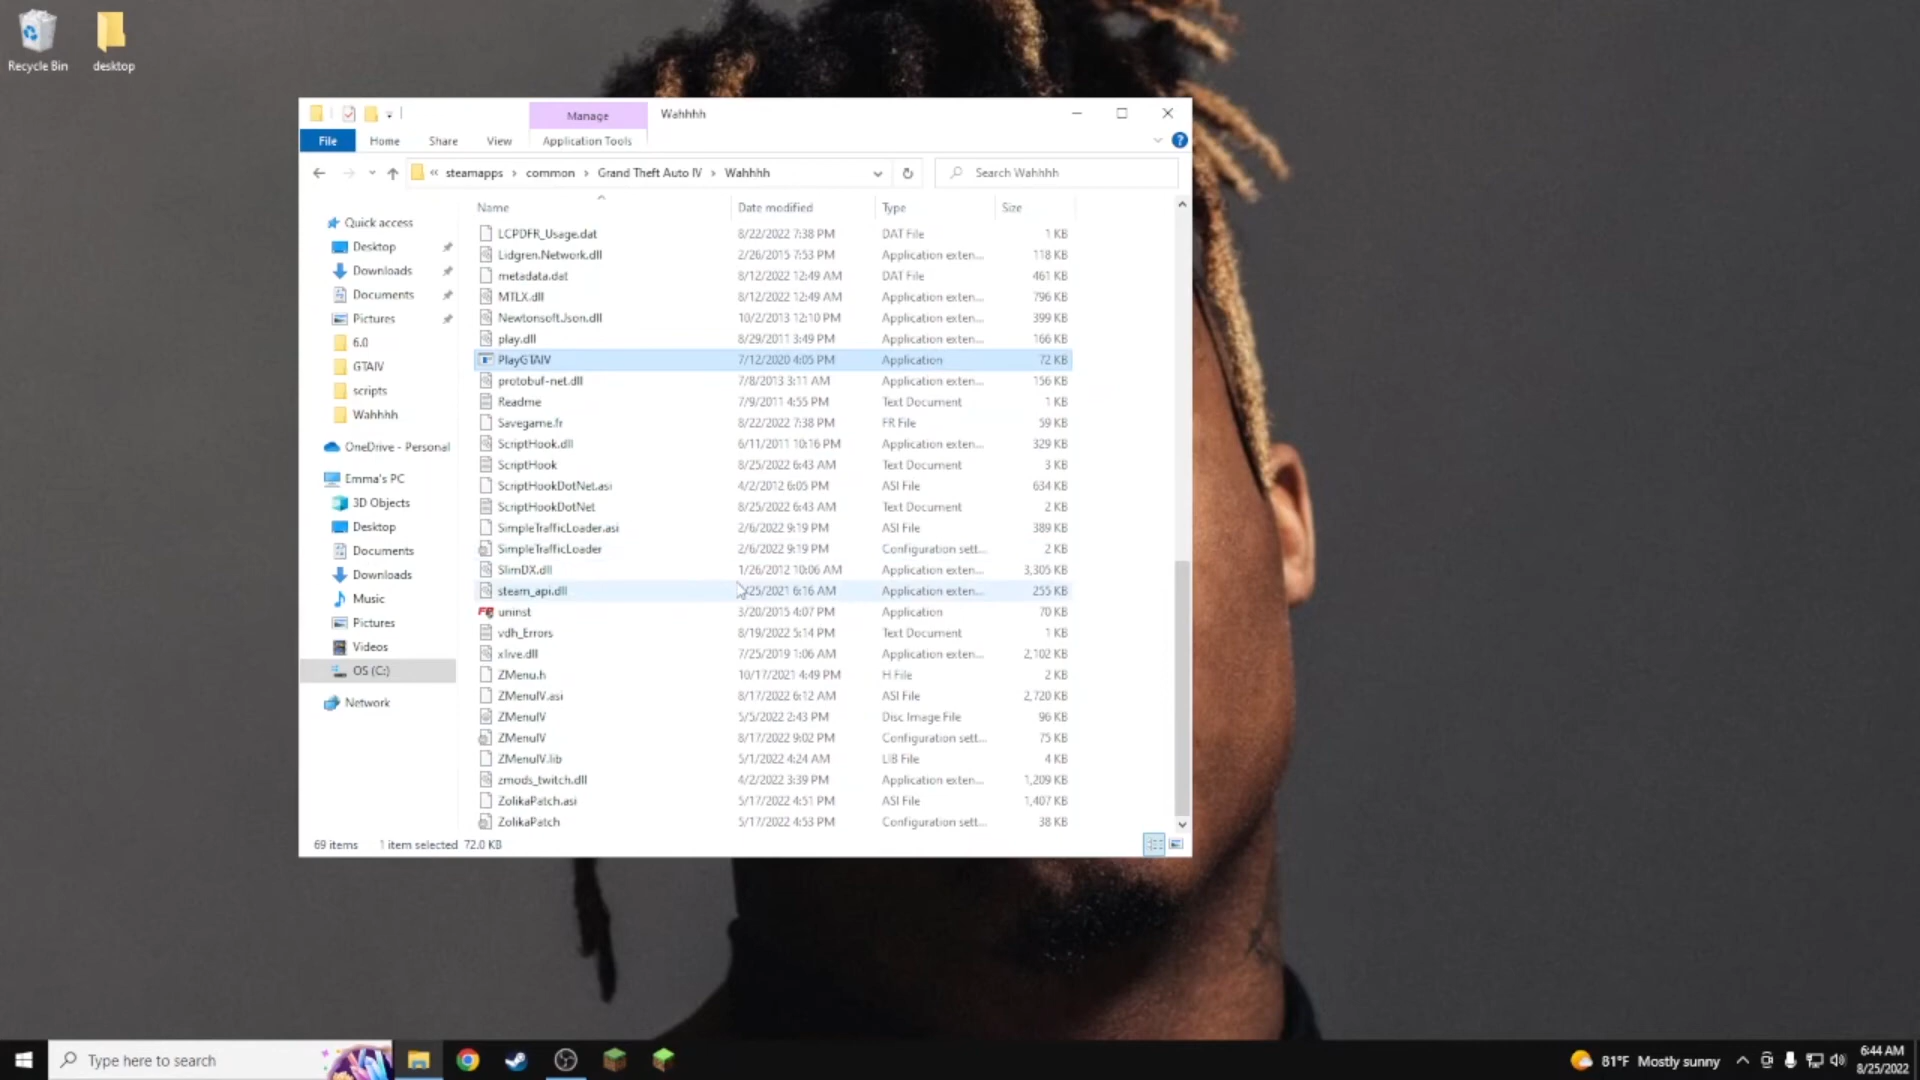 Recycle Bin
desktop
Manage
Wahhhh
File
Home
Share
View
Application Tools
« steamapps › common › Grand Theft Auto IV › Wahhhh
Search Wahhhh
Name
Date modified
Type
Size
Quick access
Desktop
Downloads
Documents
Pictures
6.0
GTAIV
scripts
Wahhhh
OneDrive - Personal
Emma's PC
3D Objects
Desktop
Documents
Downloads
Music
Pictures
Videos
OS (C:)
Network
LCPDFR_Usage.dat 8/22/2022 7:38 PM DAT File 1 KB
Lidgren.Network.dll 2/26/2015 7:53 PM Application exten... 118 KB
metadata.dat 8/12/2022 12:49 AM DAT File 461 KB
MTLX.dll 8/12/2022 12:49 AM Application exten... 796 KB
Newtonsoft.Json.dll 10/2/2013 12:10 PM Application exten... 399 KB
play.dll 8/29/2011 3:49 PM Application exten... 166 KB
PlayGTAIV 7/12/2020 4:05 PM Application 72 KB
protobuf-net.dll 7/8/2013 3:11 AM Application exten... 156 KB
Readme 7/9/2011 4:55 PM Text Document 1 KB
Savegame.fr 8/22/2022 7:38 PM FR File 59 KB
ScriptHook.dll 6/11/2011 10:16 PM Application exten... 329 KB
ScriptHook 8/25/2022 6:43 AM Text Document 3 KB
ScriptHookDotNet.asi 4/2/2012 6:05 PM ASI File 634 KB
ScriptHookDotNet 8/25/2022 6:43 AM Text Document 2 KB
SimpleTrafficLoader.asi 2/6/2022 9:19 PM ASI File 389 KB
SimpleTrafficLoader 2/6/2022 9:19 PM Configuration sett... 2 KB
SlimDX.dll 1/26/2012 10:06 AM Application exten... 3,305 KB
steam_api.dll /25/2021 6:16 AM Application exten... 255 KB
uninst 3/20/2015 4:07 PM Application 70 KB
vdh_Errors 8/19/2022 5:14 PM Text Document 1 KB
xlive.dll 7/25/2019 1:06 AM Application exten... 2,102 KB
ZMenu.h 10/17/2021 4:49 PM H File 2 KB
ZMenuIV.asi 8/17/2022 6:12 AM ASI File 2,720 KB
ZMenuIV 5/5/2022 2:43 PM Disc Image File 96 KB
ZMenuIV 8/17/2022 9:02 PM Configuration sett... 75 KB
ZMenuIV.lib 5/1/2022 4:24 AM LIB File 4 KB
zmods_twitch.dll 4/2/2022 3:39 PM Application exten... 1,209 KB
ZolikaPatch.asi 5/17/2022 4:51 PM ASI File 1,407 KB
ZolikaPatch 5/17/2022 4:53 PM Configuration sett... 38 KB
69 items 1 item selected 72.0 KB
Type here to search
81°F Mostly sunny
6:44 AM
8/25/2022